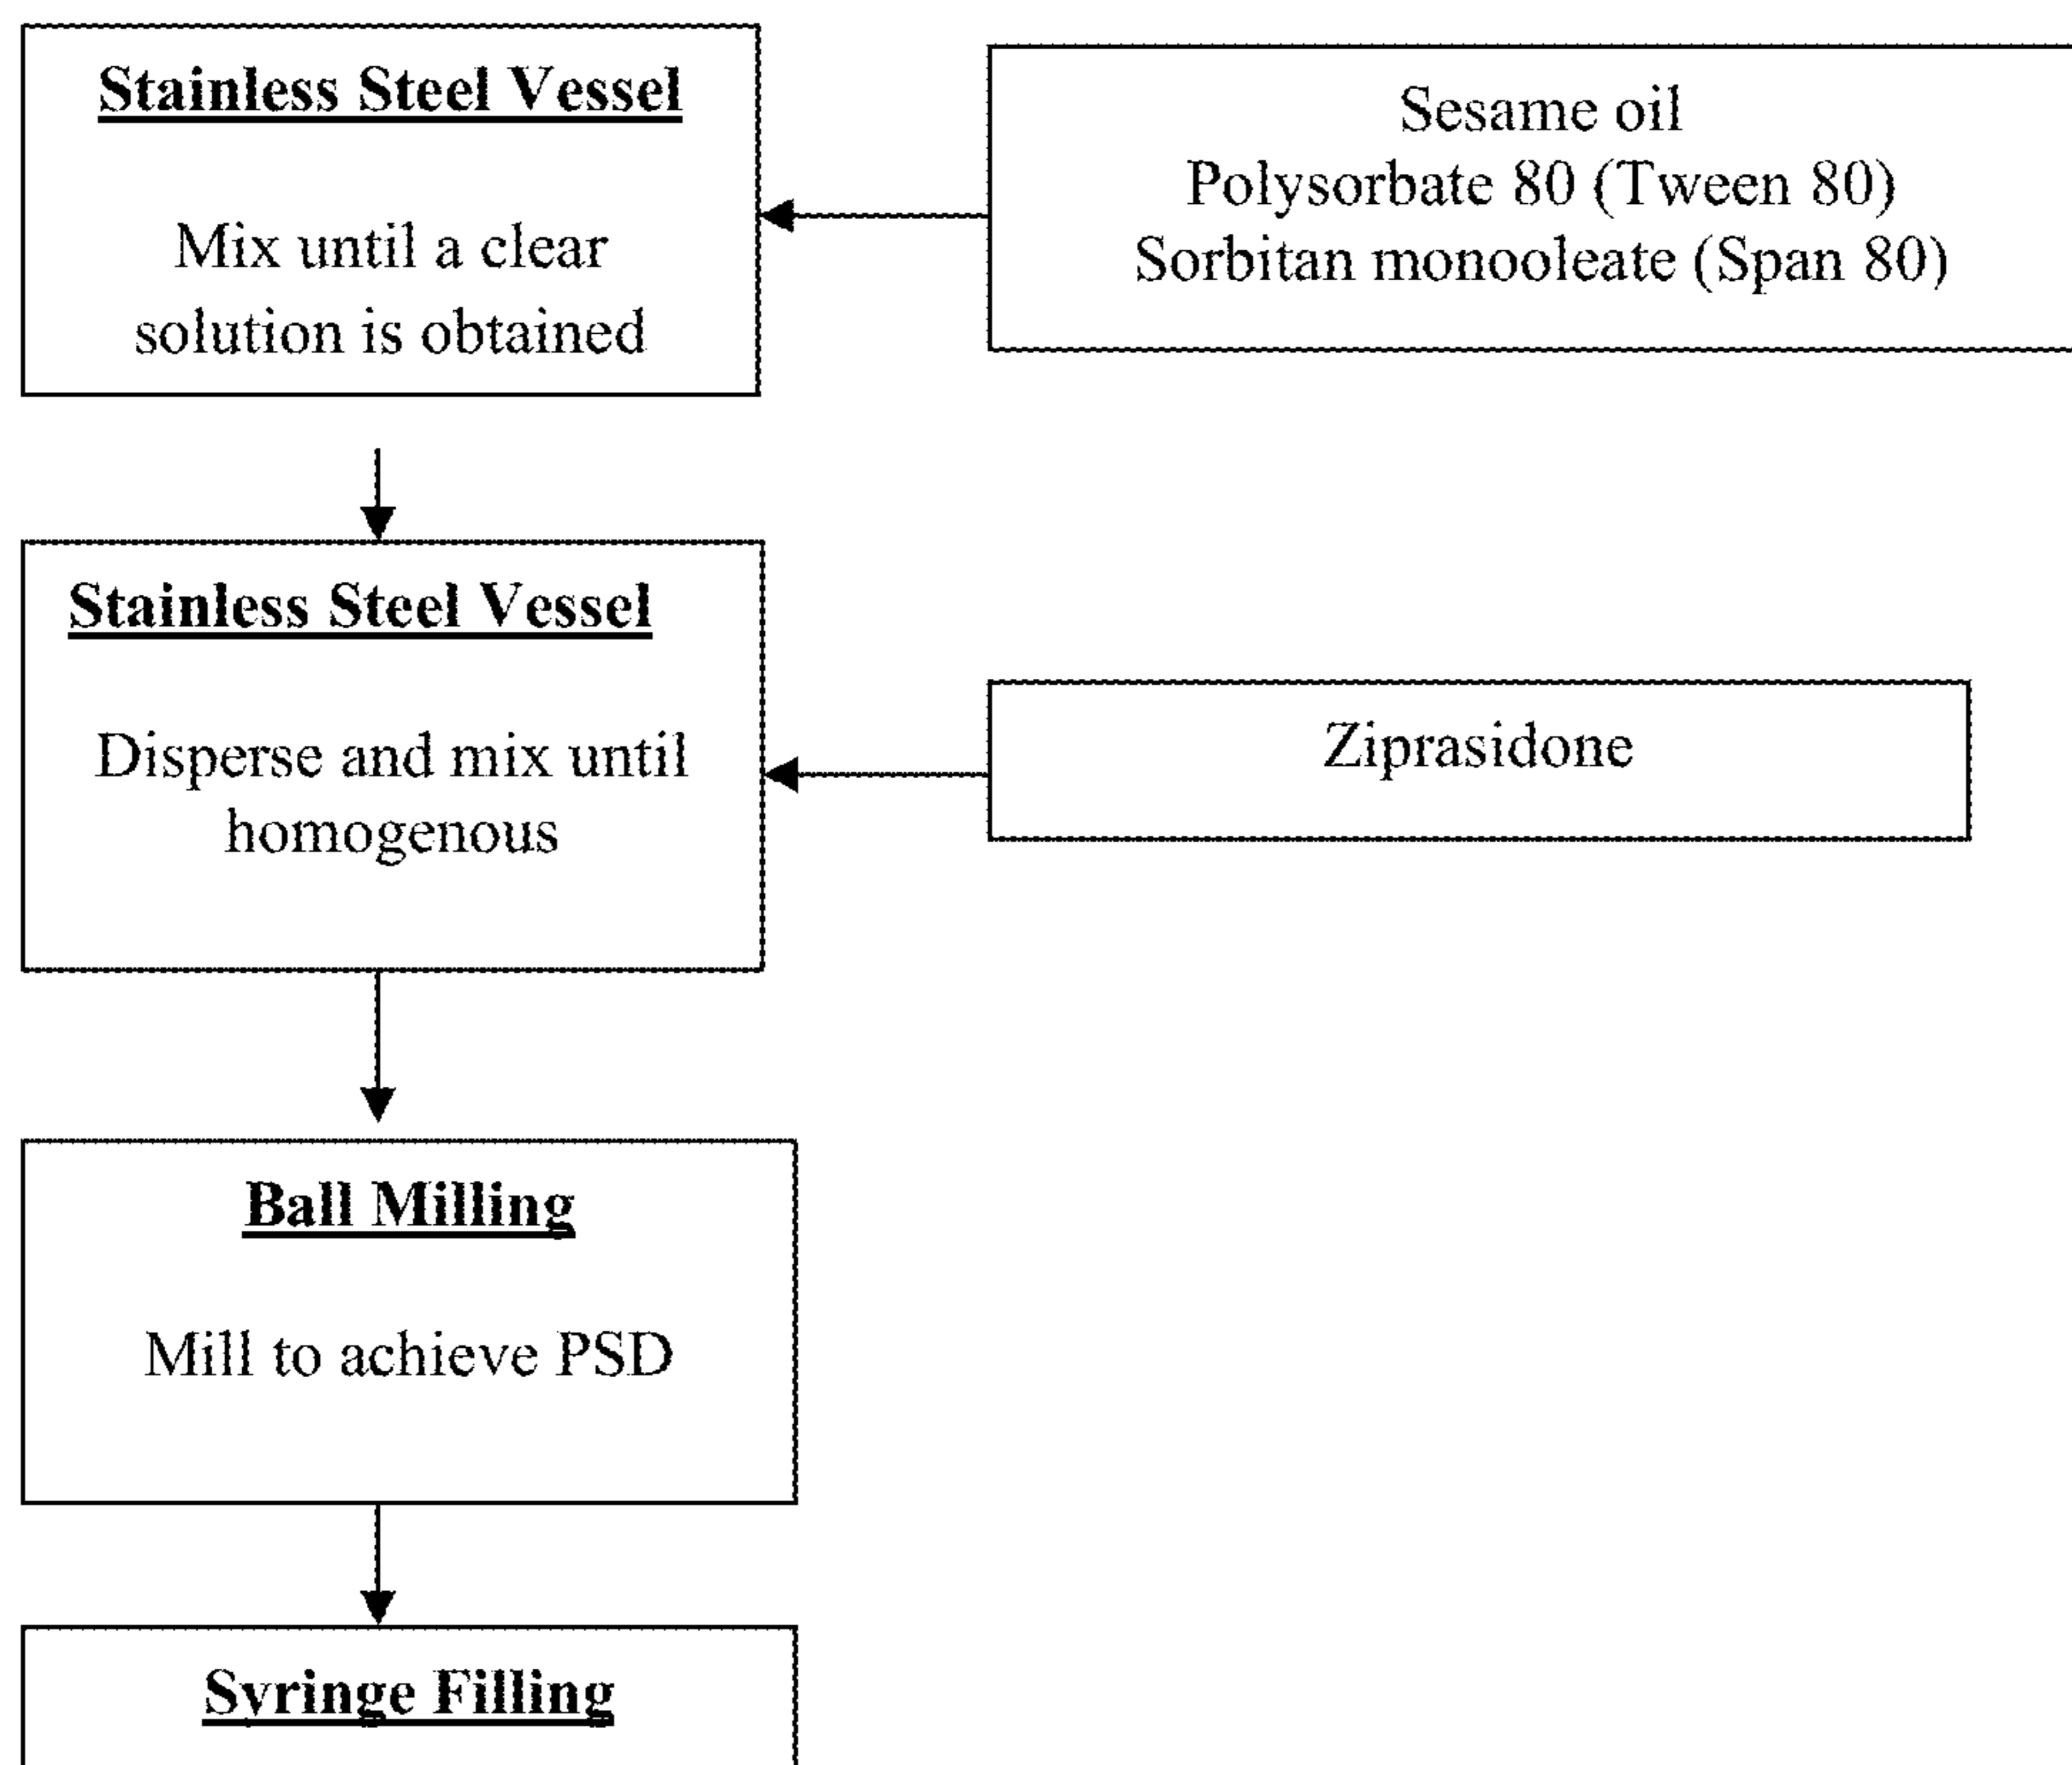 Stainless Steel Vessel
Mix until a clear
solution is obtained
Sesame oil
Polysorbate 80 (Tween 80)
Sorbitan monooleate (Span 80)
Stainless Steel Vessel
Disperse and mix until
homogenous
Ziprasidone
Ball Milling
Mill to achieve PSD
Syringe Filling